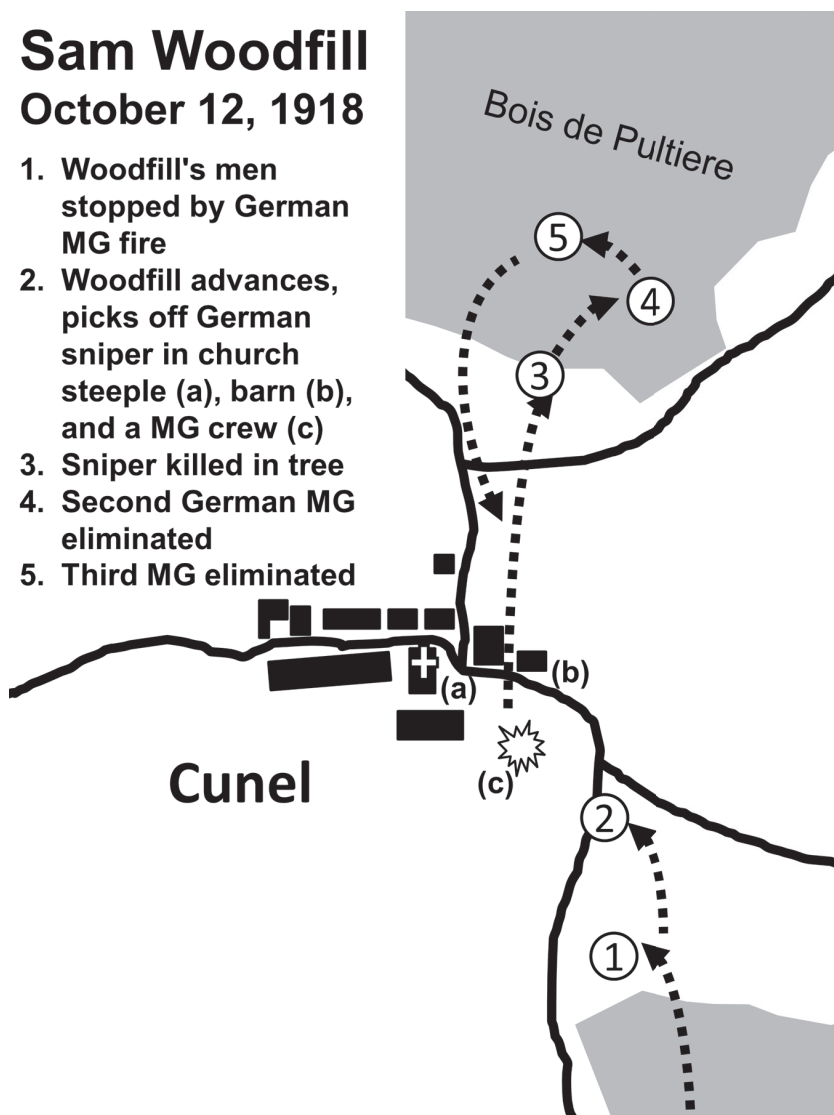 Sam Woodfill
October 12, 1918
1. Woodfill's men
stopped by German
MG fire
2. Woodfill advances,
picks off German
sniper in church
steeple (a), barn (b),
and a MG crew (c)
3. Sniper killed in tree
4. Second German MG
eliminated
5. Third MG eliminated
Bois de Pultiere
5
4
3
(b)
(a)
(c)
Cunel
2
1